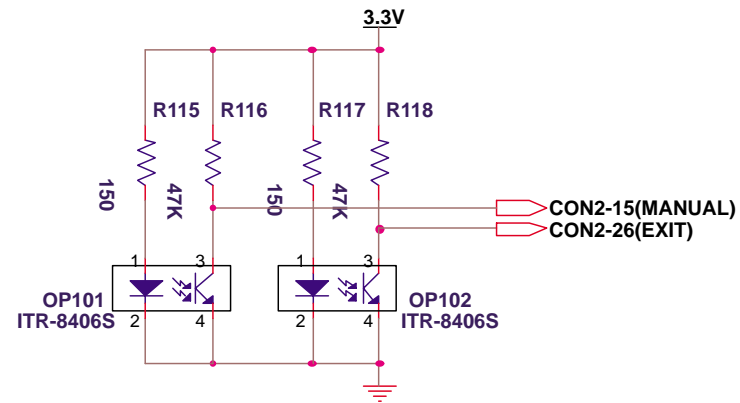 3.3V
R115 R116 R117 R118
150 47K 150 47K
CON2-15(MANUAL)
CON2-26(EXIT)
1 3 1 3
OP101 OP102
ITR-8406S ITR-8406S
2 4 2 4